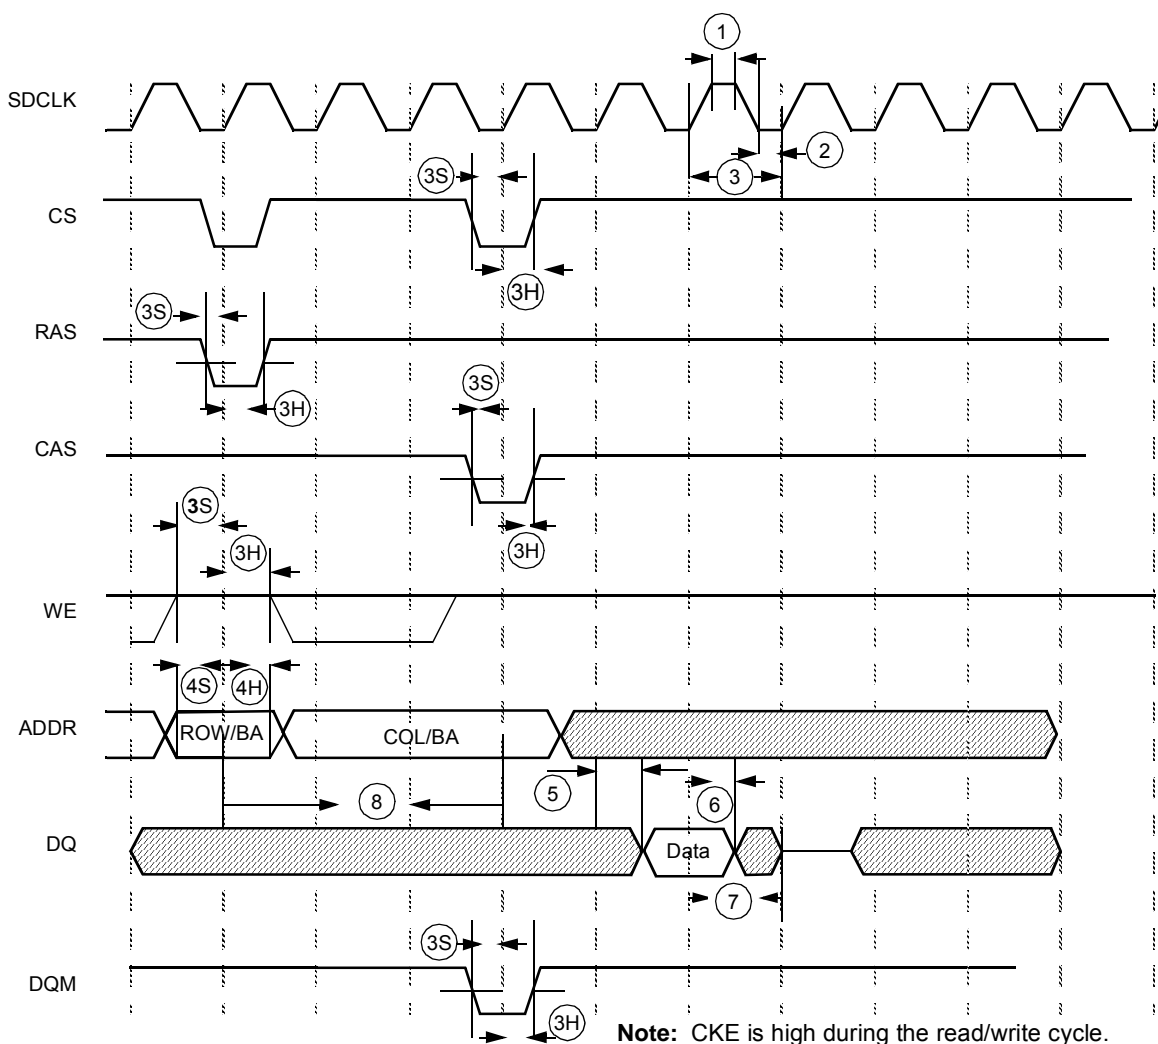 1
SDCLK
2
3S
3
CS
3H
3S
RAS
3S
3H
CAS
3S
3H
3H
WE
4S
4H
ADDR
ROW/BA
COL/BA
5
6
8
DQ
Data
7
3S
DQM
3H
Note: CKE is high during the read/write cycle.